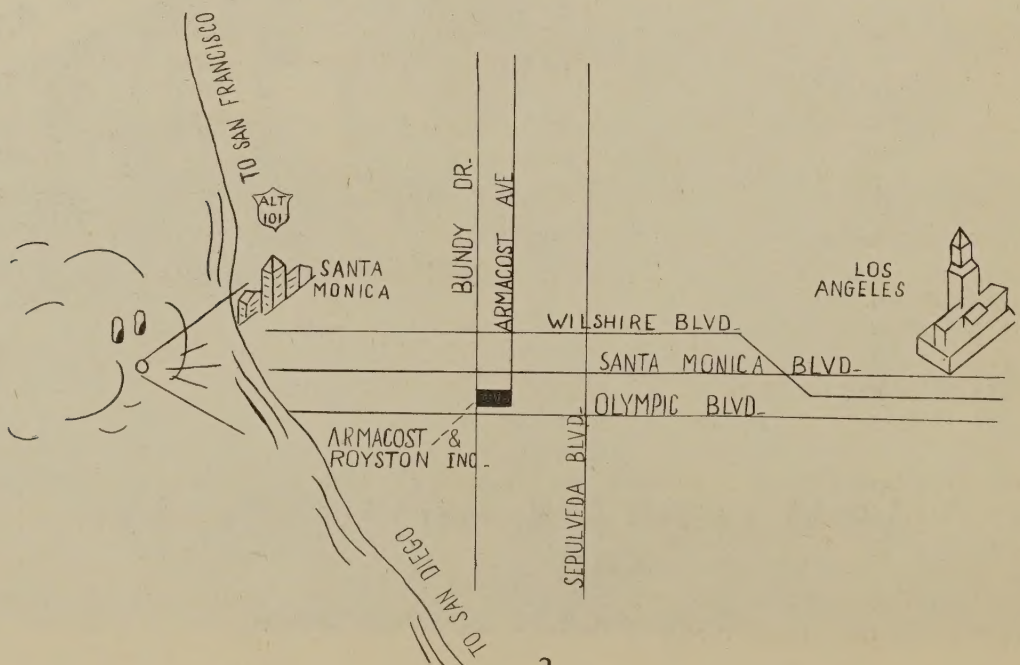 TO SAN FRANCISCO
ALT
101
SANTA
MONICA
BUNDY DR.
ARMACOST AVE
LOS
ANGELES
WILSHIRE BLVD-
SANTA MONICA BLVD-
OLYMPIC BLVD-
ARMACOST &
ROYSTON INC-
SEPULVEDA BLVD-
TO SAN DIEGO